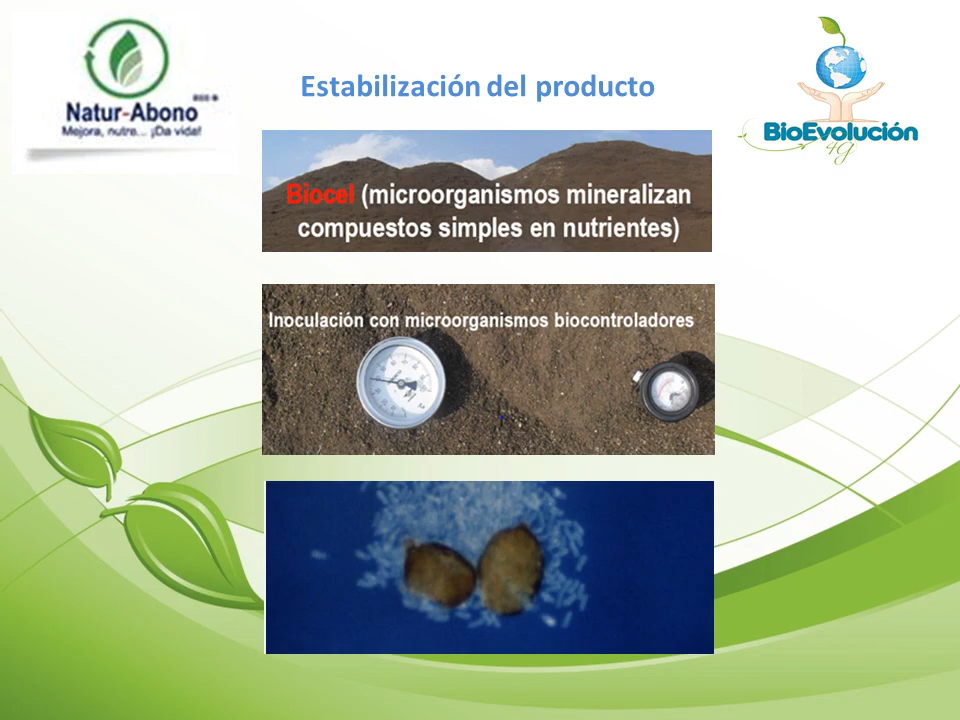 Natur-Abono
Mejora, nutre... ¡Da vida!
Estabilización del producto
BioEvolución
4g
Biocel (microorganismos mineralizan
compuestos simples en nutrientes)
Inoculación con microorganismos biocontroladores